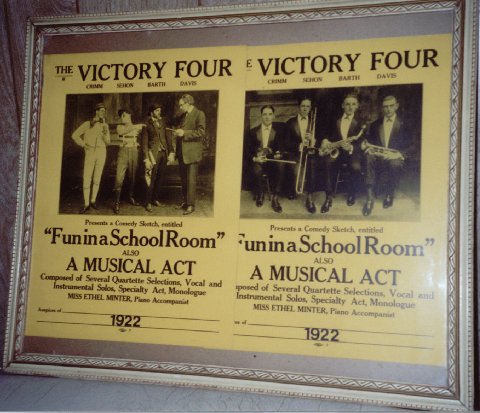 THE VICTORY FOUR
CRIMM SEHON BARTH DAVIS
Presents a Comedy Sketch, entitled
"Fun in a School Room"
ALSO
A MUSICAL ACT
Composed of Several Quartette Selections, Vocal and
Instrumental Solos, Specialty Act, Monologue
MISS ETHEL MINTER, Piano Accompanist
Auspices of
1922
THE VICTORY FOUR
CRIMM SEHON BARTH DAVIS
Presents a Comedy Sketch, entitled
Fun in a School Room"
ALSO
A MUSICAL ACT
posed of Several Quartette Selections, Vocal and
Instrumental Solos, Specialty Act, Monologue
MISS ETHEL MINTER, Piano Accompanist
of
1922